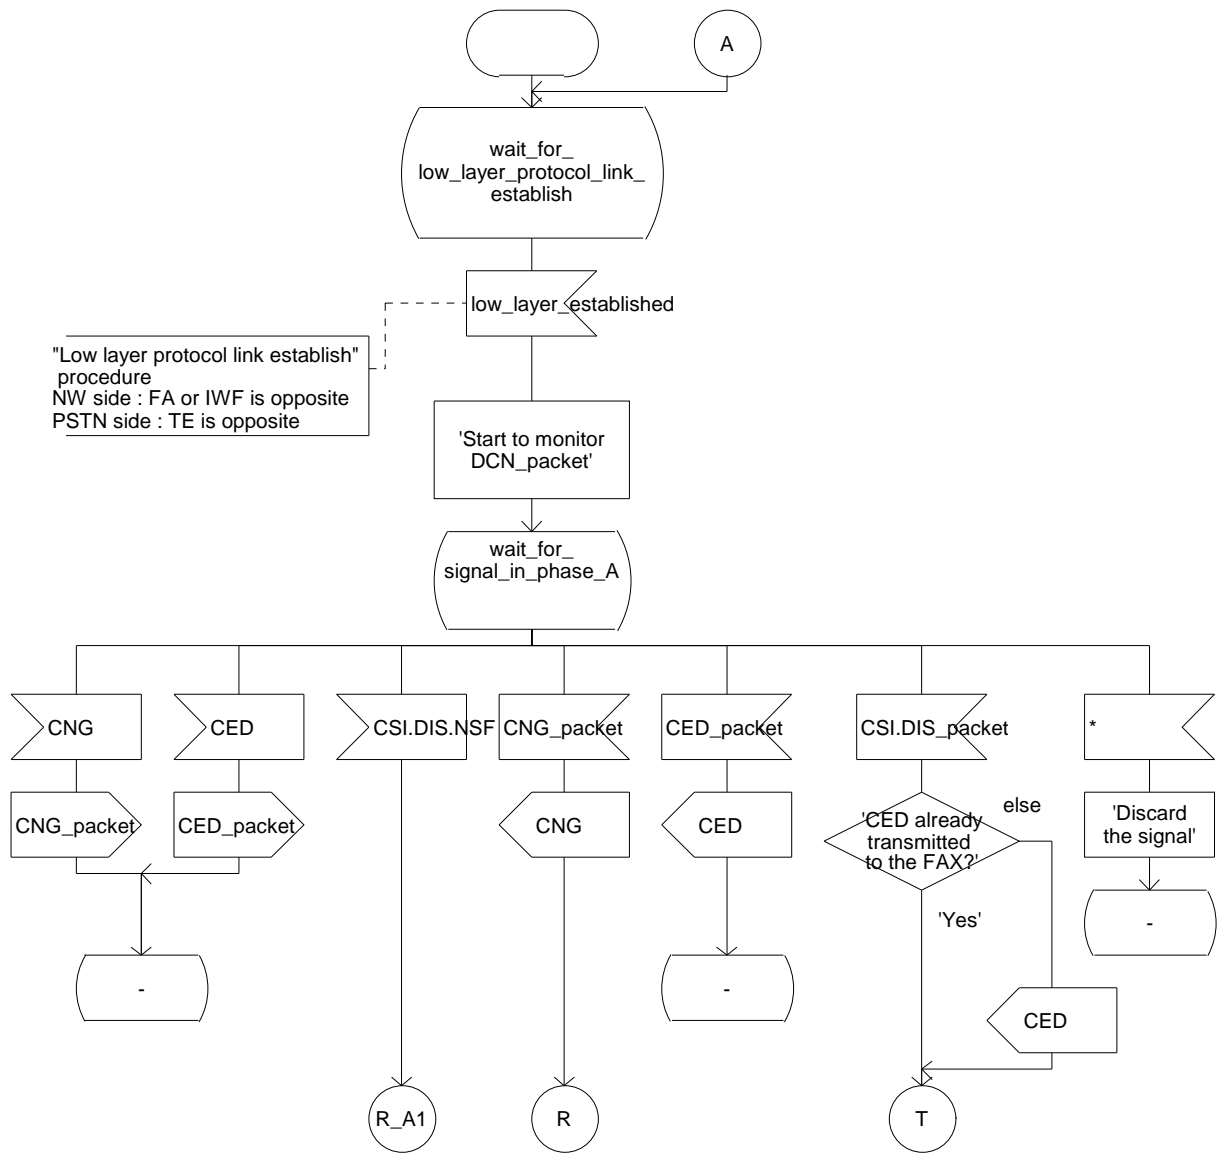 A
wait_for_
low_layer_protocol_link_
establish
low_layer_established
"Low layer protocol link establish"
procedure
NW side : FA or IWF is opposite
PSTN side : TE is opposite
'Start to monitor
DCN_packet'
wait_for_
signal_in_phase_A
CNG
CED
CSI.DIS.NSF
CNG_packet
CED_packet
CSI.DIS_packet
*
CNG_packet
CED_packet
CNG
CED
'CED already
transmitted
to the FAX?'
else
'Discard
the signal'
'Yes'
-
-
-
CED
R_A1
R
T